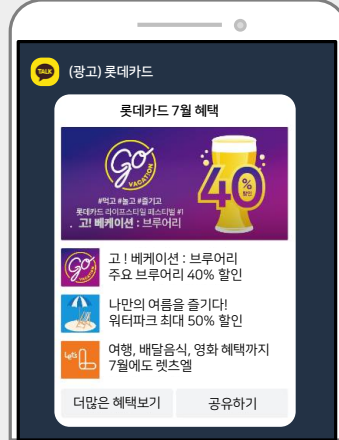 TALK
(광고) 롯데카드
롯데카드 7월 혜택
GO
VACATION
#먹고 #놀고 #즐기고
롯데카드 라이프스타일 페스티벌 #1
. 고! 베케이션 : 브루어리
40
%
할인
GO
VACATION
고 ! 베케이션 : 브루어리
주요 브루어리 40% 할인
나만의 여름을 즐기다!
워터파크 최대 50% 할인
Let's L
여행, 배달음식, 영화 혜택까지
7월에도 렛츠엘
더많은 혜택보기
공유하기